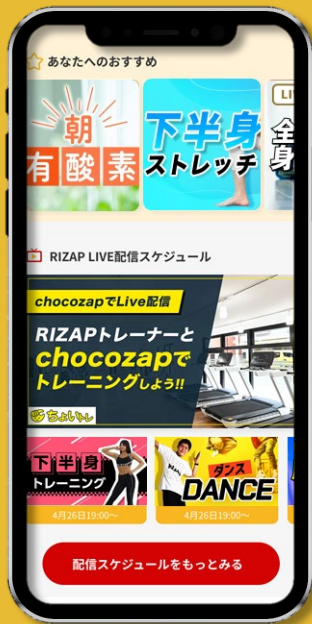 あなたへのおすすめ
朝
有酸素
下半身
ストレッチ
LI
全
身
RIZAP LIVE配信スケジュール
chocozapでLive配信
RIZAPトレーナーと
chocozapで
トレーニングしよう!!
ちょいトレ
下半身
トレーニング
4月26日19:00〜
ダンス
DANCE
4月26日19:00〜
配信スケジュールをもっとみる